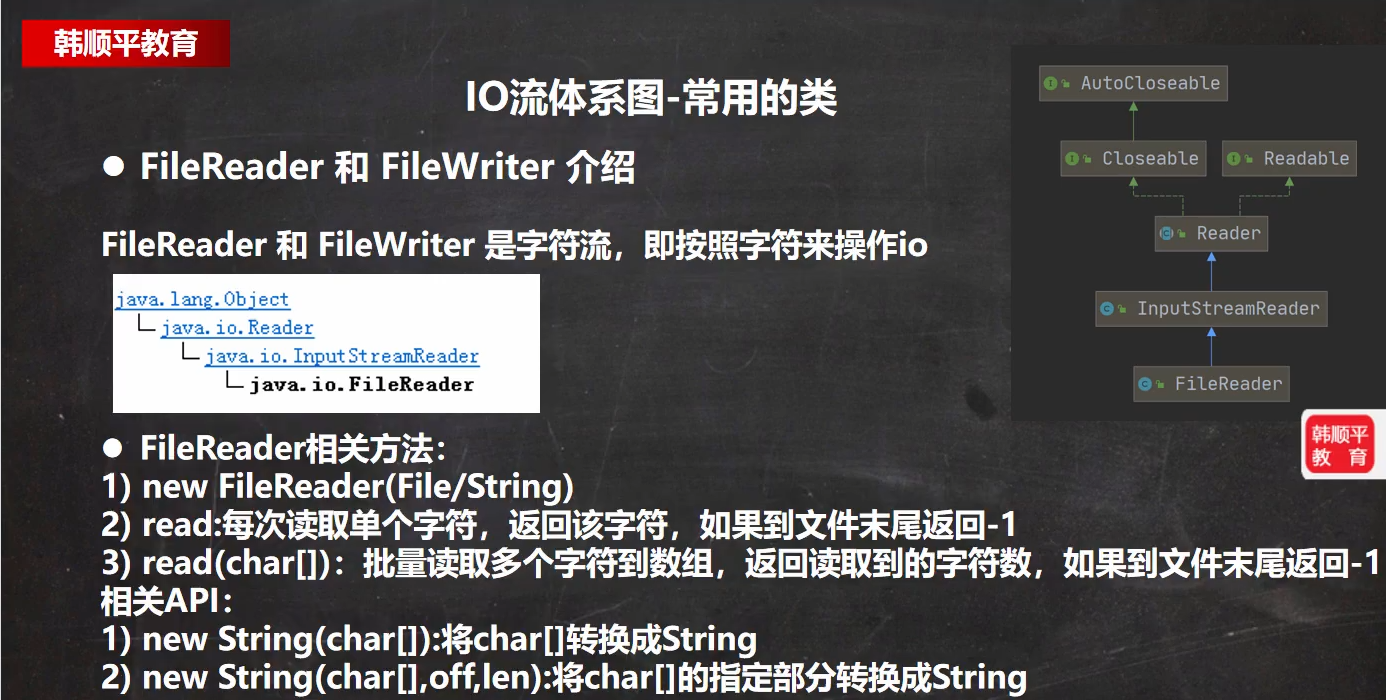 韩顺平教育
IO流体系图-常用的类
● FileReader 和 FileWriter 介绍
FileReader 和 FileWriter 是字符流，即按照字符来操作io
java.lang.Object
java.io.Reader
java.io.InputStreamReader
java.io.FileReader
AutoCloseable
Closeable
Readable
Reader
InputStreamReader
FileReader
韩顺平
教 育
● FileReader相关方法：
1) new FileReader(File/String)
2) read:每次读取单个字符，返回该字符，如果到文件末尾返回-1
3) read(char[])：批量读取多个字符到数组，返回读取到的字符数，如果到文件末尾返回-1
相关API：
1) new String(char[]):将char[]转换成String
2) new String(char[],off,len):将char[]的指定部分转换成String